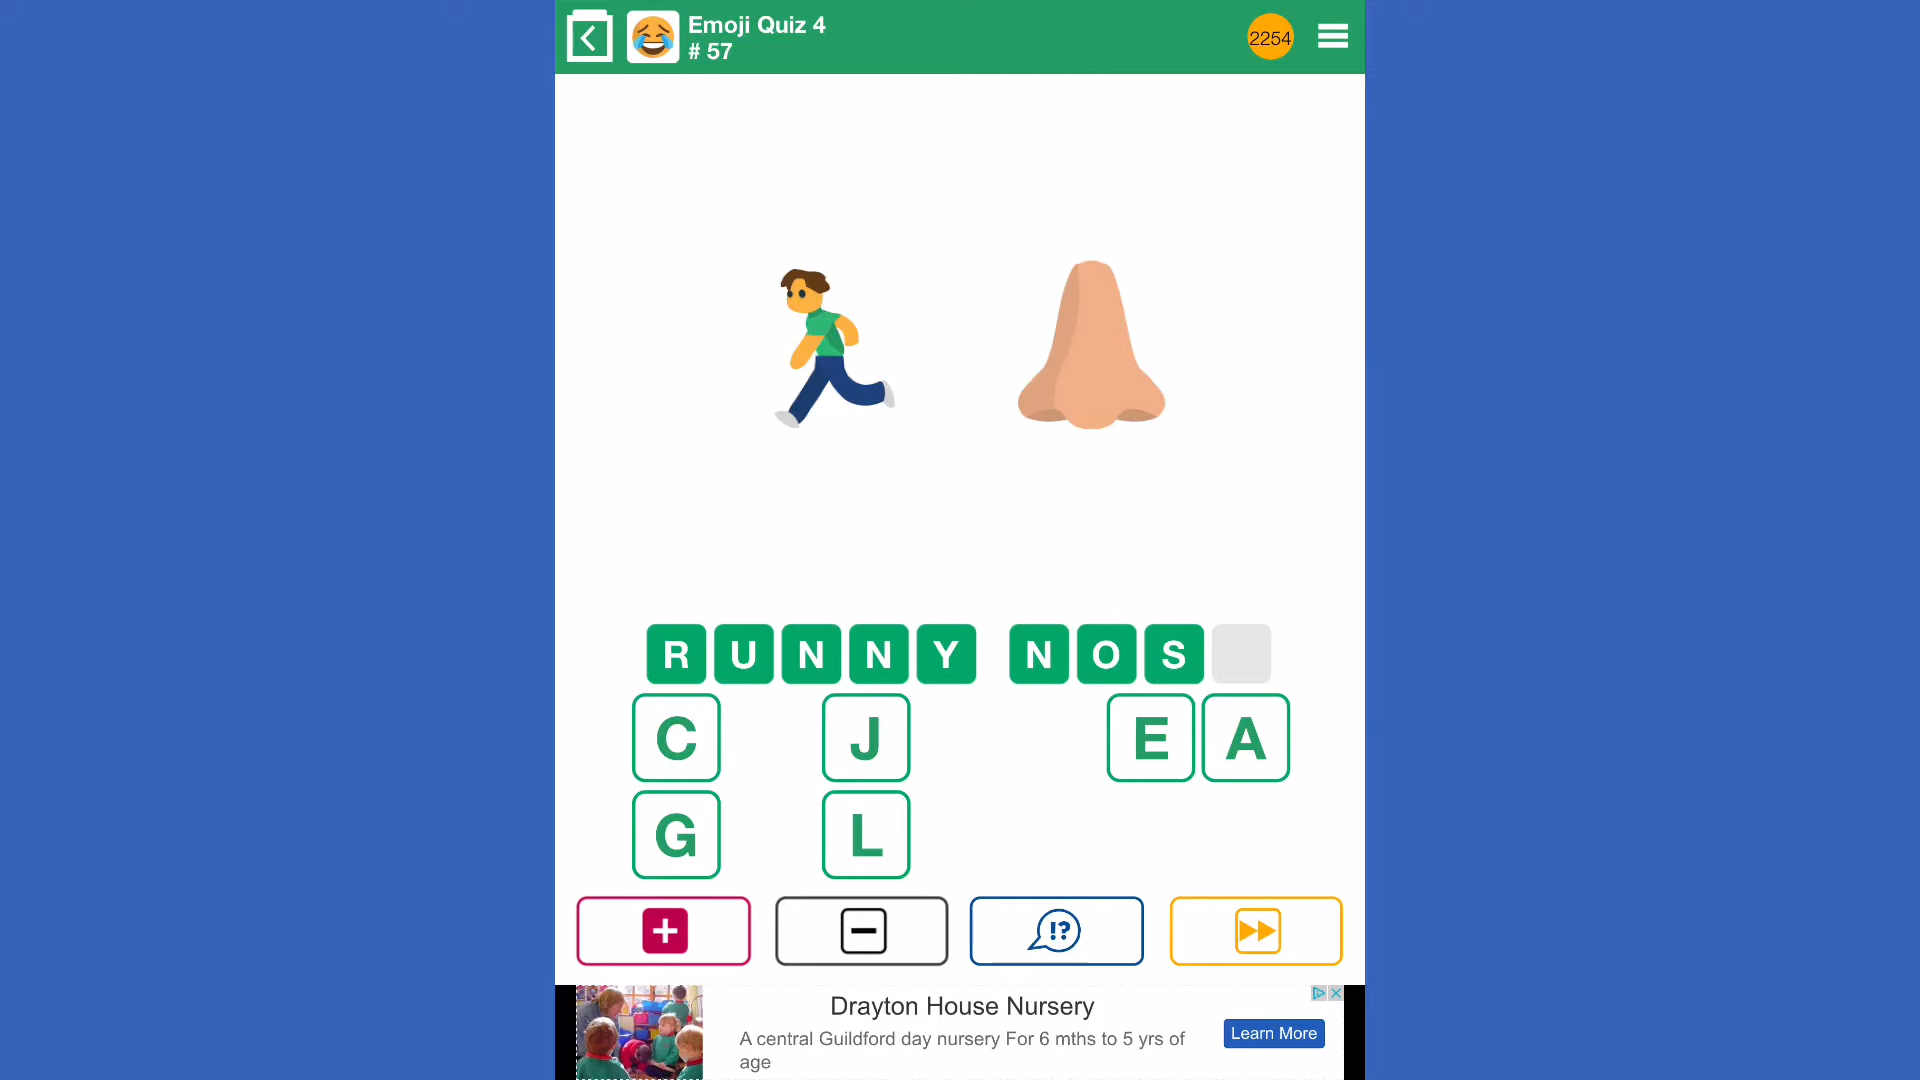 Emoji Quiz 4
# 57
2254
RUNNY NOS
C J E A
G L
!?
Drayton House Nursery
A central Guildford day nursery For 6 mths to 5 yrs of
age
Learn More